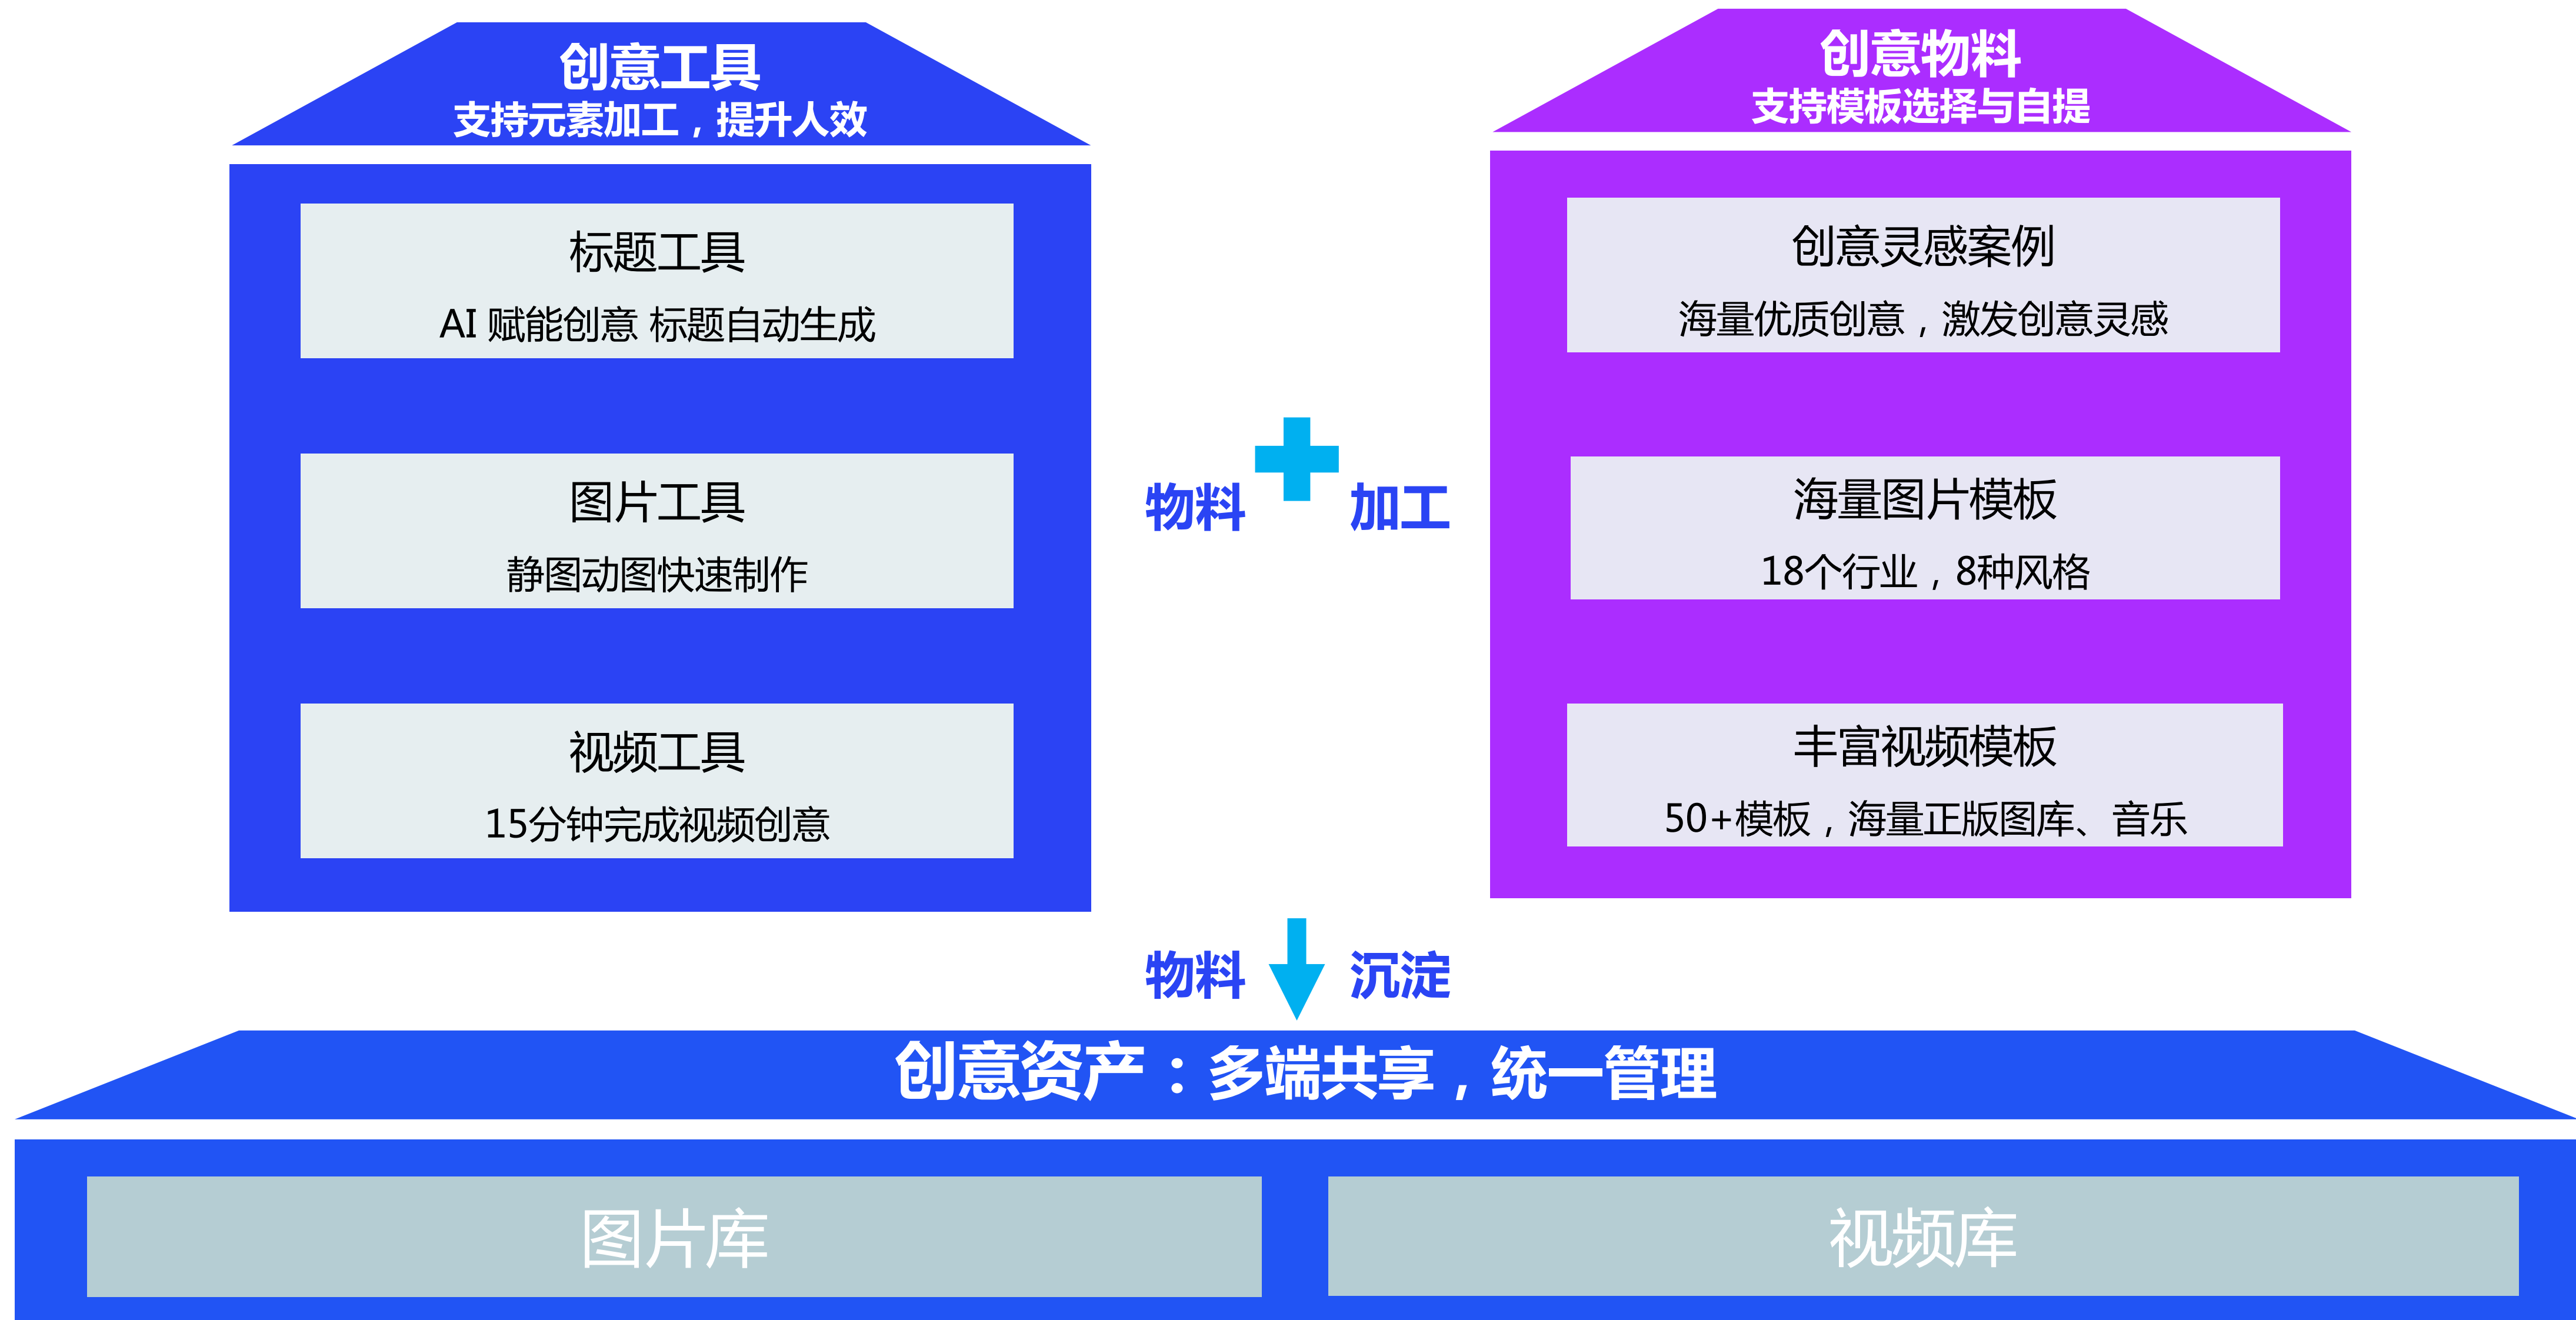 创意工具
支持元素加工，提升人效
标题工具
AI 赋能创意 标题自动生成
图片工具
静图动图快速制作
视频工具
15分钟完成视频创意
物料
加工
创意物料
支持模板选择与自提
创意灵感案例
海量优质创意，激发创意灵感
海量图片模板
18个行业，8种风格
丰富视频模板
50+模板，海量正版图库、音乐
物料
沉淀
创意资产：多端共享，统一管理
图片库
视频库